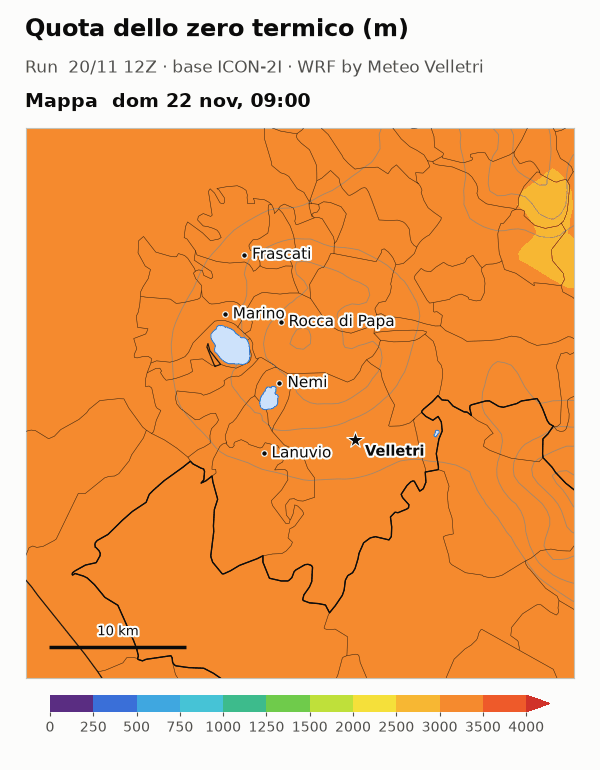 Quota dello zero termico (m)
Run  20/11 12Z · base ICON-2I · WRF by Meteo Velletri
Mappa  dom 22 nov, 09:00
Frascati
Marino
Rocca di Papa
Nemi
Velletri
Lanuvio
10 km
0 250 500 750 1000 1250 1500 2000 2500 3000 3500 4000